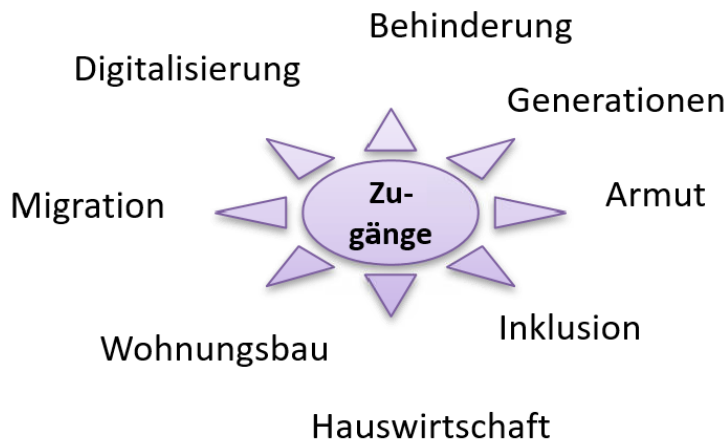 Behinderung
Digitalisierung
Generationen
Migration
Zu-
gänge
Armut
Inklusion
Wohnungsbau
Hauswirtschaft